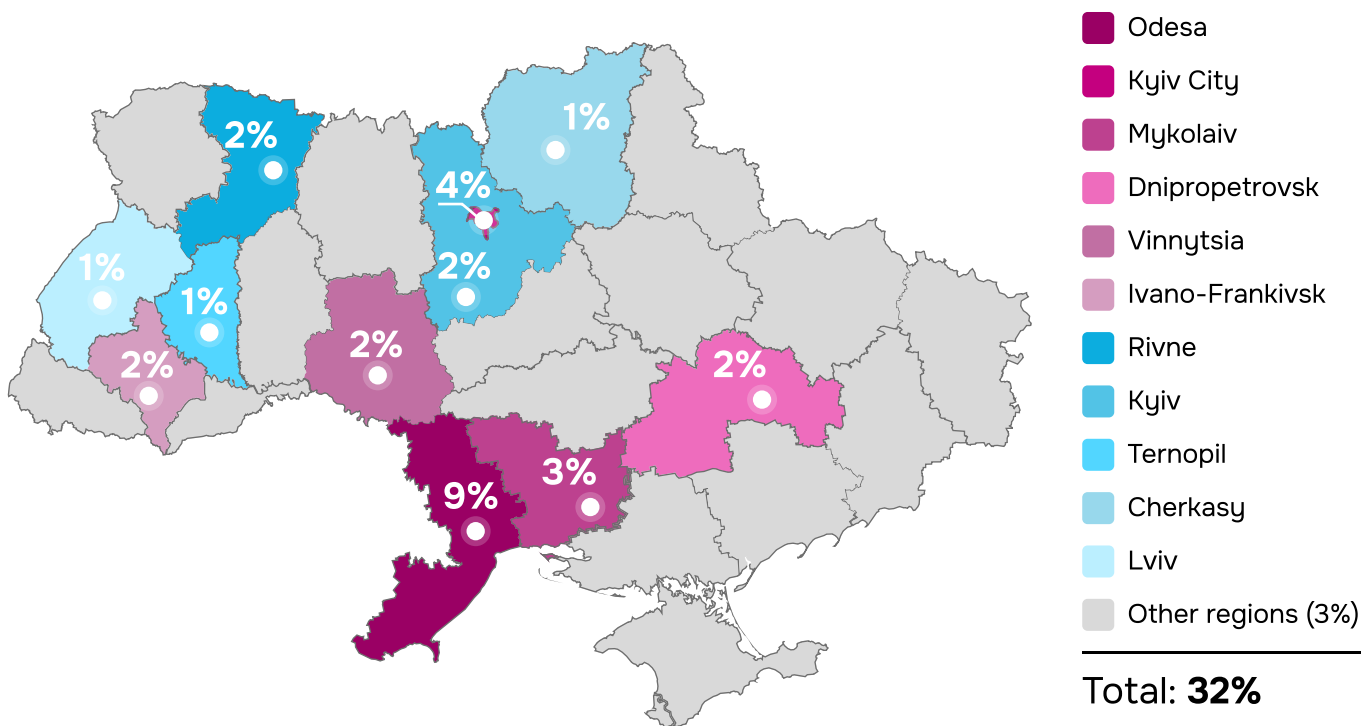 1%
2%
4%
2%
1%
1%
2%
2%
2%
3%
9%
Odesa
Kyiv City
Mykolaiv
Dnipropetrovsk
Vinnytsia
Ivano-Frankivsk
Rivne
Kyiv
Ternopil
Cherkasy
Lviv
Other regions (3%)
Total: 32%